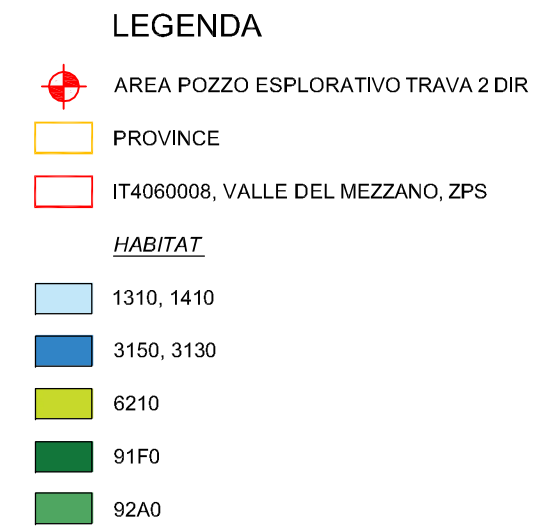 LEGENDA
AREA POZZO ESPLORATIVO TRAVA 2 DIR
PROVINCE
IT4060008, VALLE DEL MEZZANO, ZPS
HABITAT
1310, 1410
3150, 3130
6210
91F0
92A0